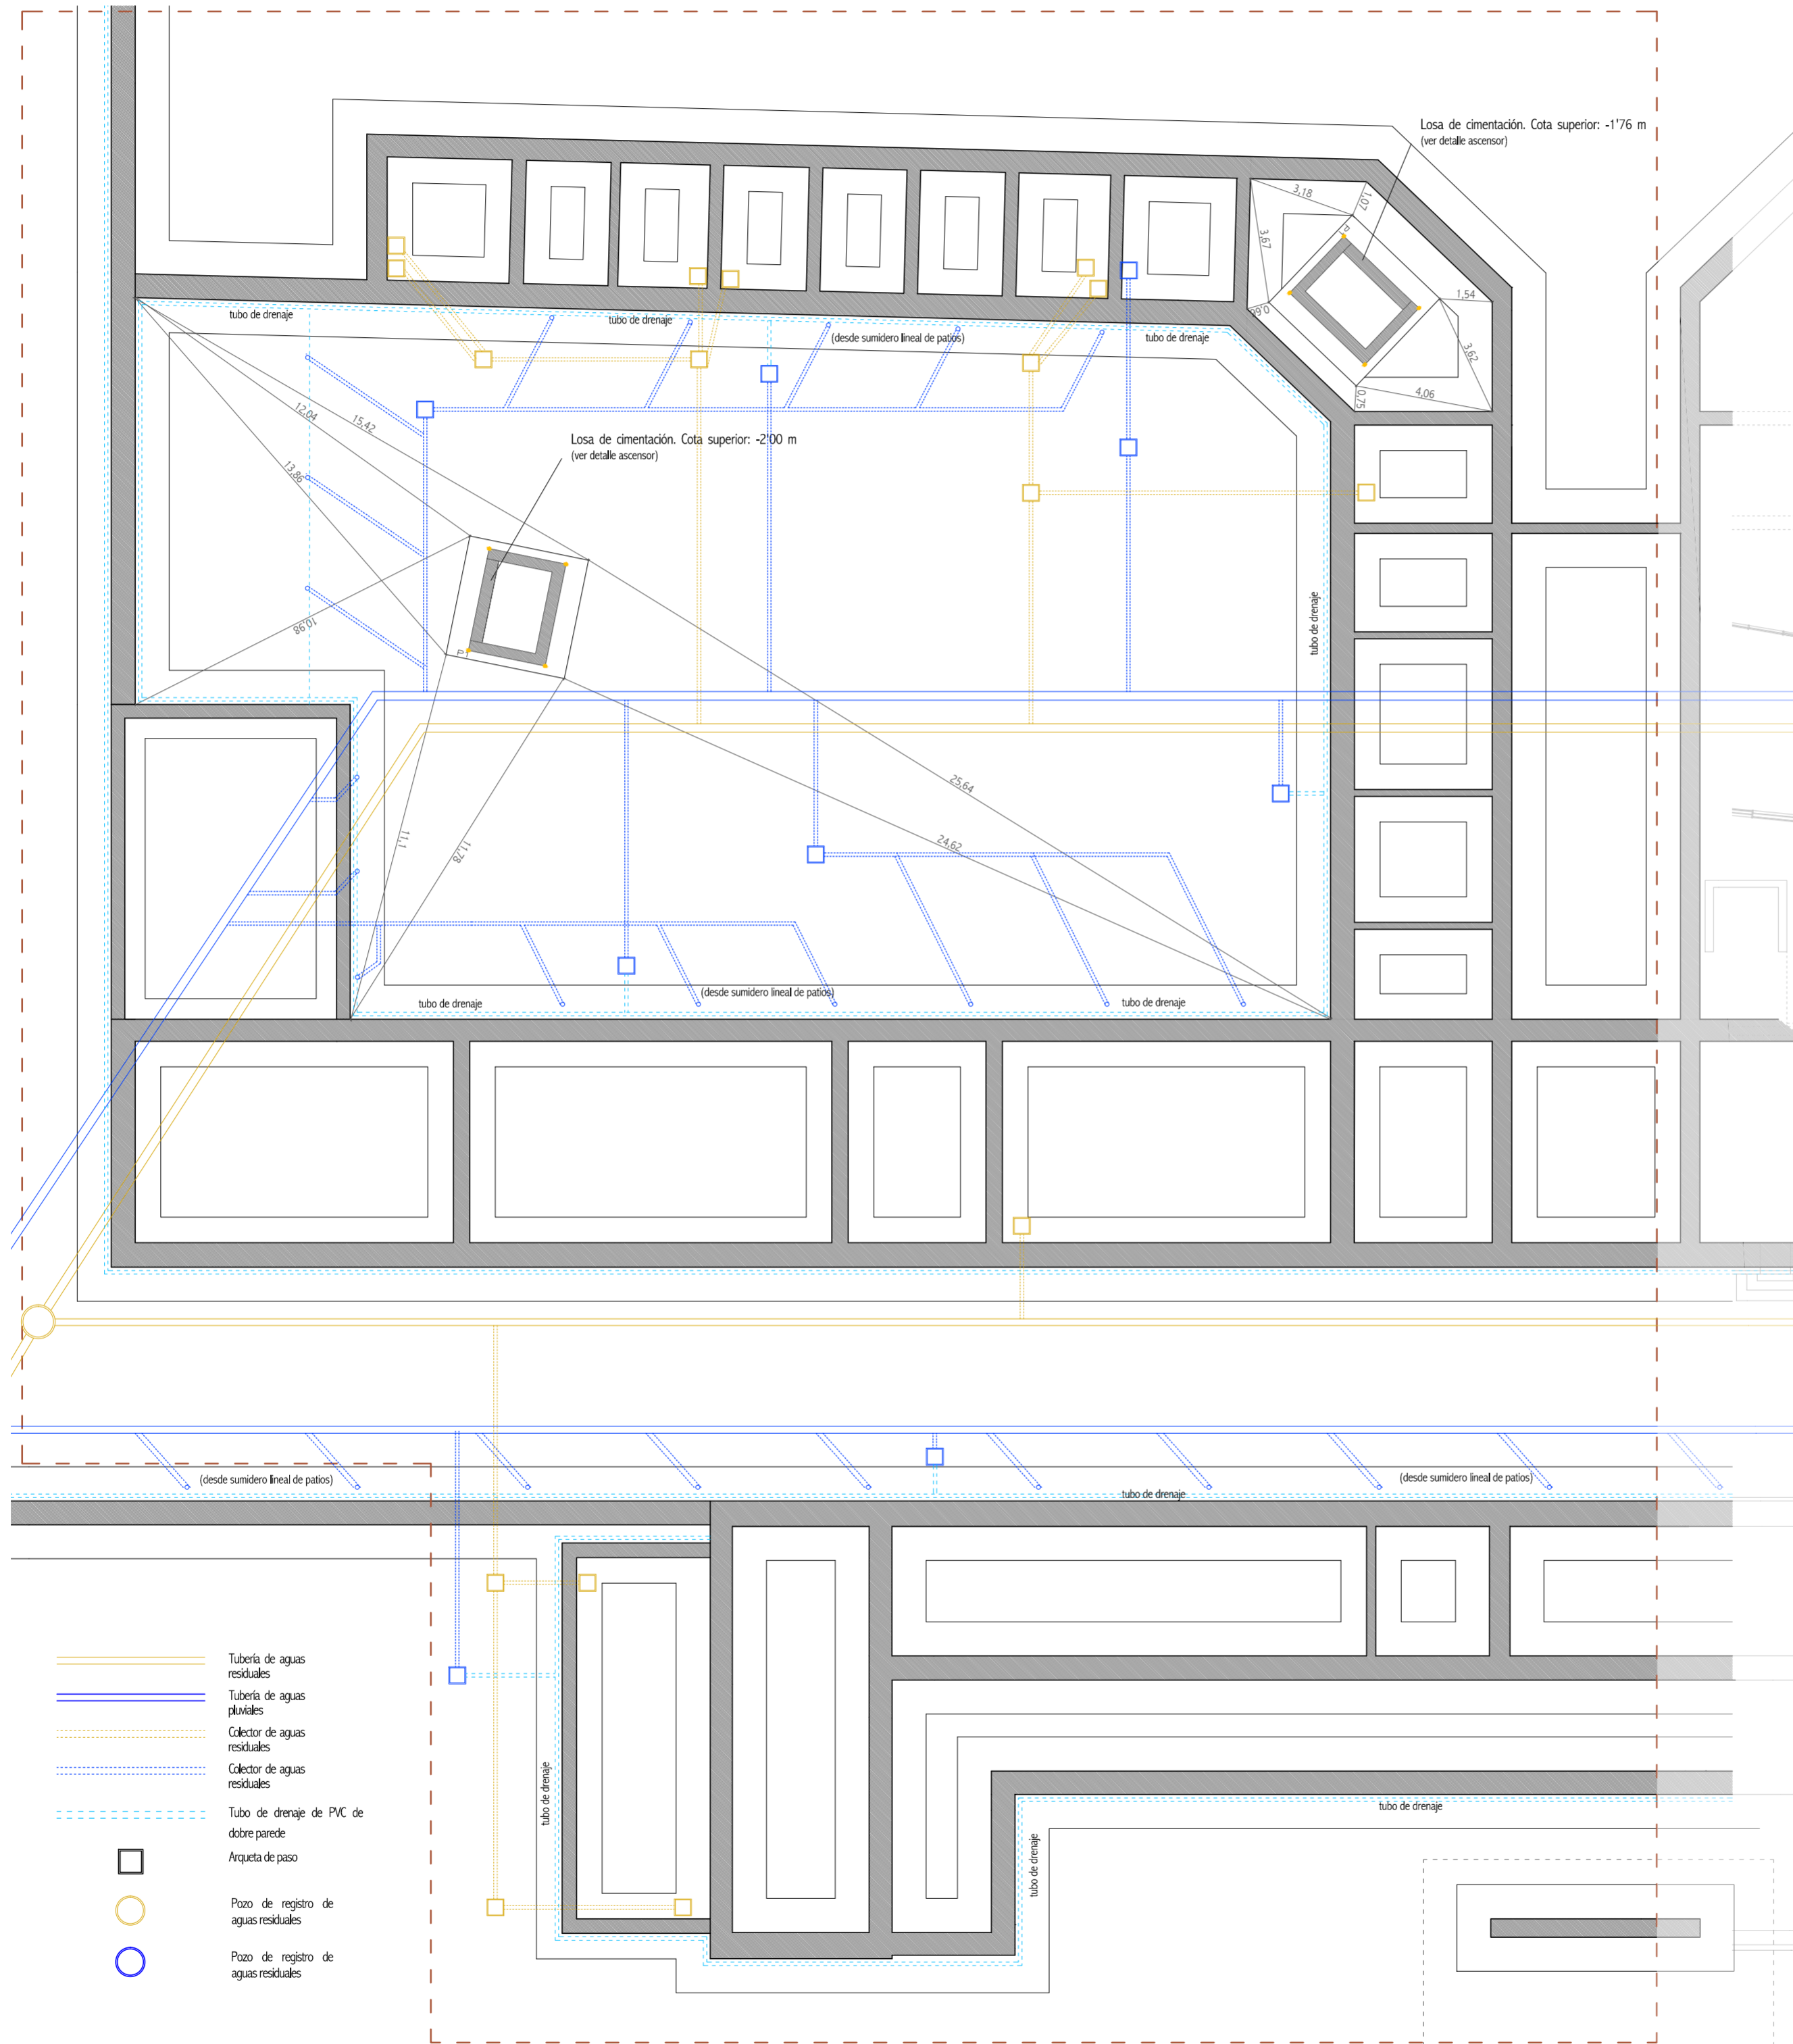 Losa de cimentación. Cota superior: -1'76 m
(ver detalle ascensor)
3,18
1,07
3,67
P
0,66
1,54
3,62
4,06
0,75
tubo de drenaje
tubo de drenaje
(desde sumidero lineal de patios)
tubo de drenaje
12,04
15,42
13,86
Losa de cimentación. Cota superior: -2'00 m
(ver detalle ascensor)
10,98
P
tubo de drenaje
11,1
11,78
25,64
24,62
tubo de drenaje
(desde sumidero lineal de patios)
tubo de drenaje
(desde sumidero lineal de patios)
(desde sumidero lineal de patios)
tubo de drenaje
Tubería de aguas
residuales
Tubería de aguas
pluviales
Colector de aguas
residuales
Colector de aguas
residuales
Tubo de drenaje de PVC de
dobre parede
Arqueta de paso
Pozo de registro de
aguas residuales
Pozo de registro de
aguas residuales
tubo de drenaje
tubo de drenaje
tubo de drenaje